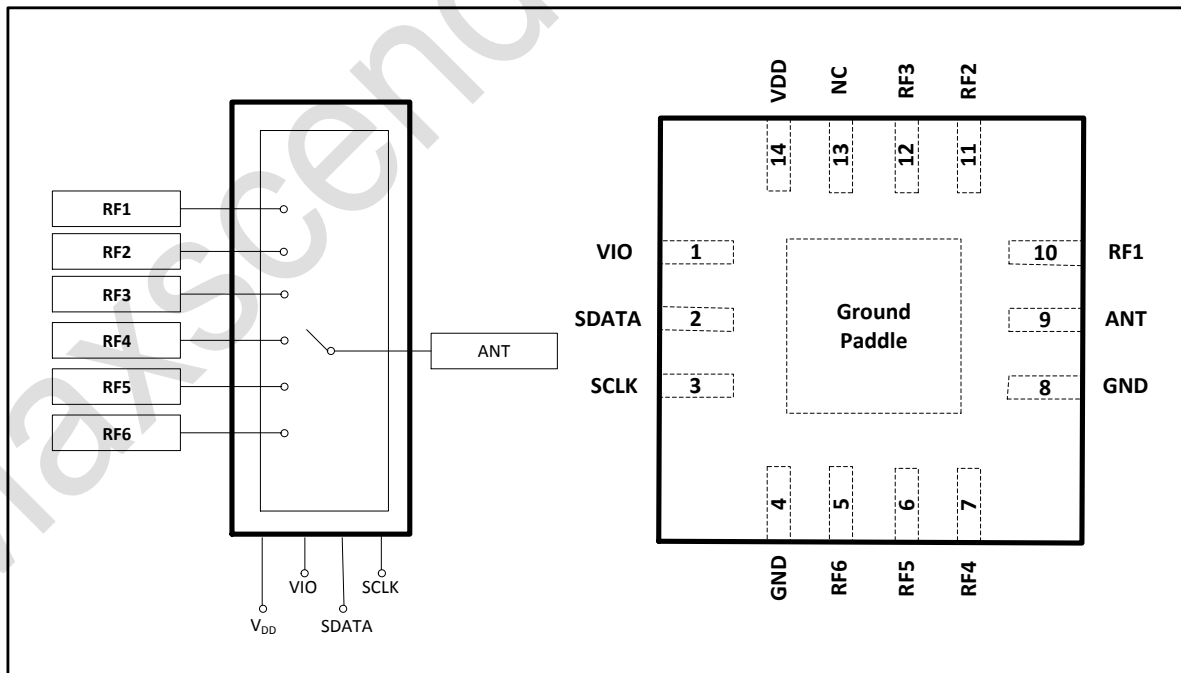 RF1
RF2
RF3
RF4
RF5
RF6
ANT
VIO
SCLK
VDD
SDATA
VDD
NC
RF3
RF2
14
13
12
11
VIO
1
10
RF1
SDATA
2
Ground
Paddle
9
ANT
SCLK
3
8
GND
4
5
6
7
GND
RF6
RF5
RF4
maxscend